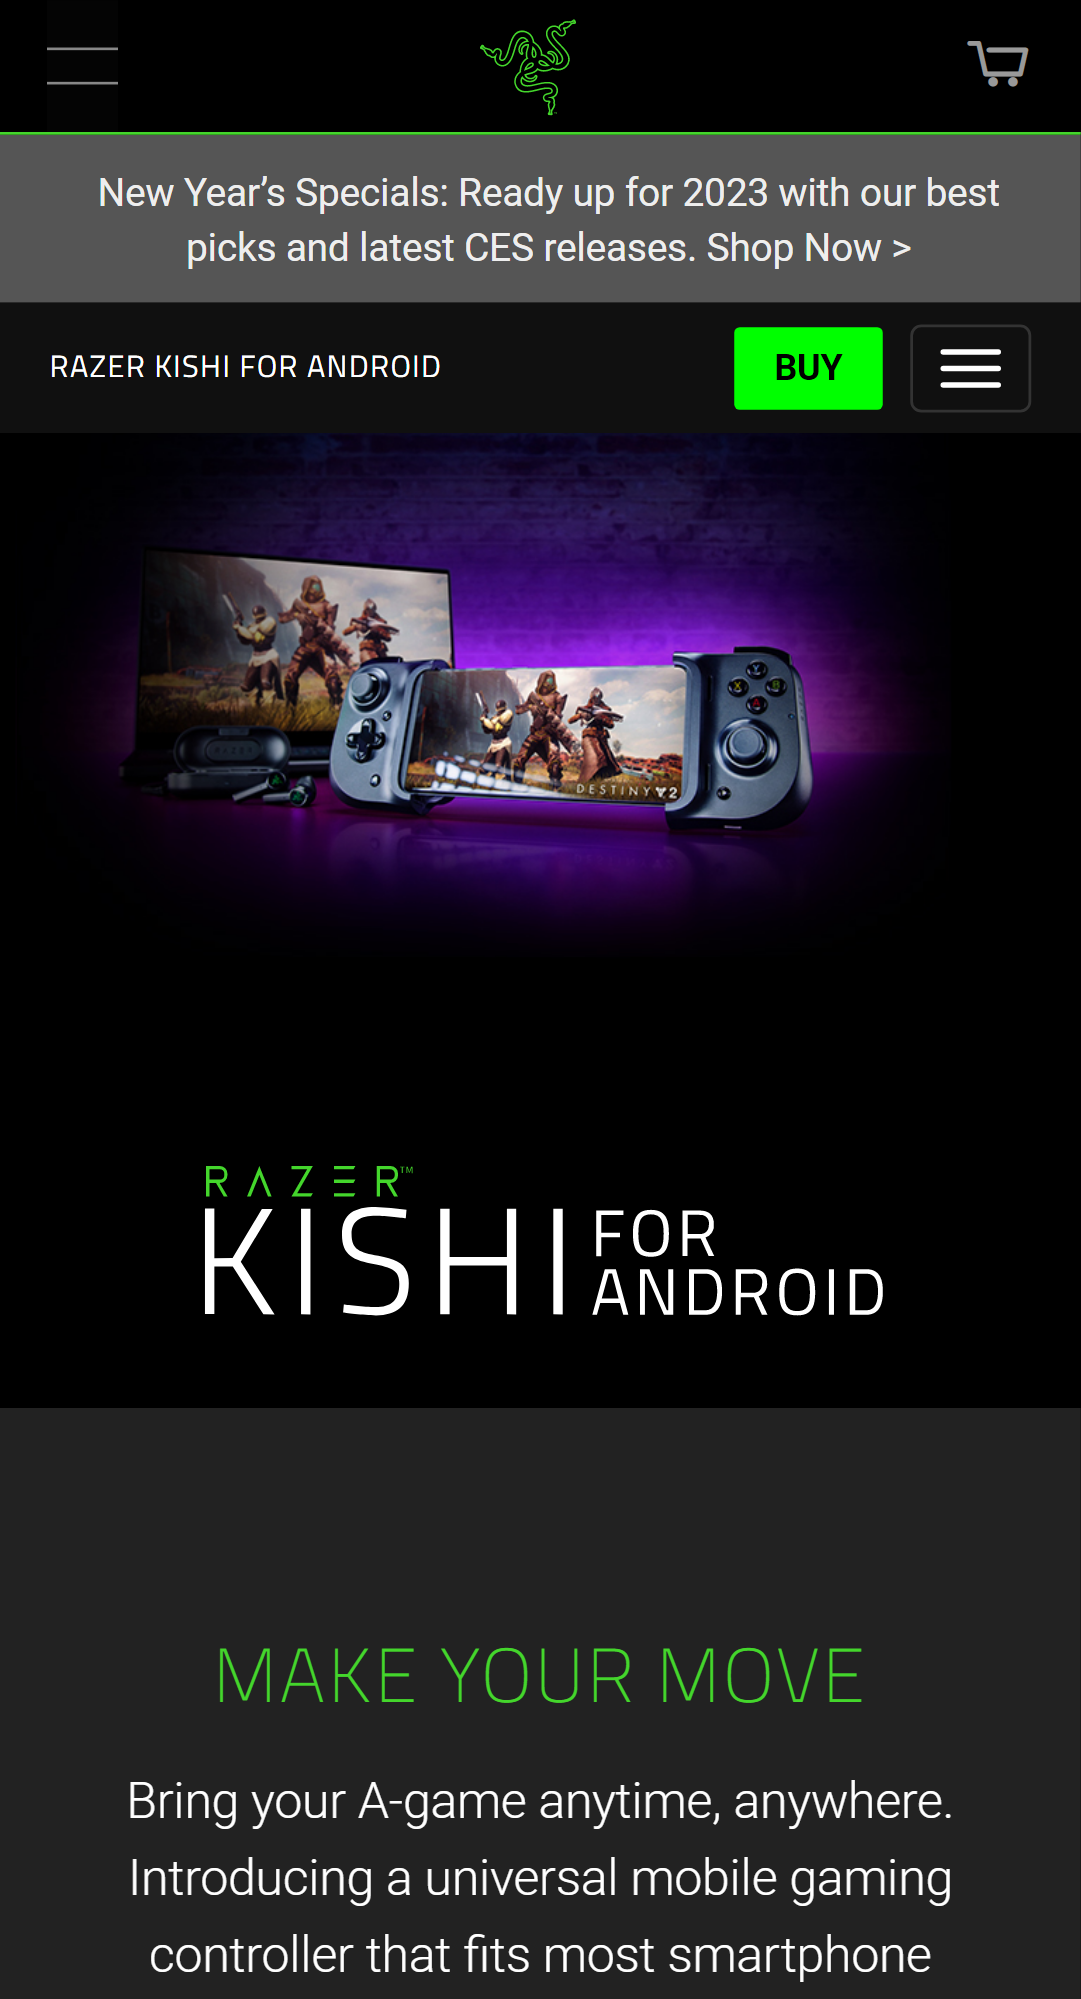 New Year’s Specials: Ready up for 2023 with our best
picks and latest CES releases. Shop Now >
RAZER KISHI FOR ANDROID
BUY
RAZER
Y
X
B
A
DESTINY 2
RAZER™
KISHI FOR
ANDROID
MAKE YOUR MOVE
Bring your A-game anytime, anywhere.
Introducing a universal mobile gaming
controller that fits most smartphone